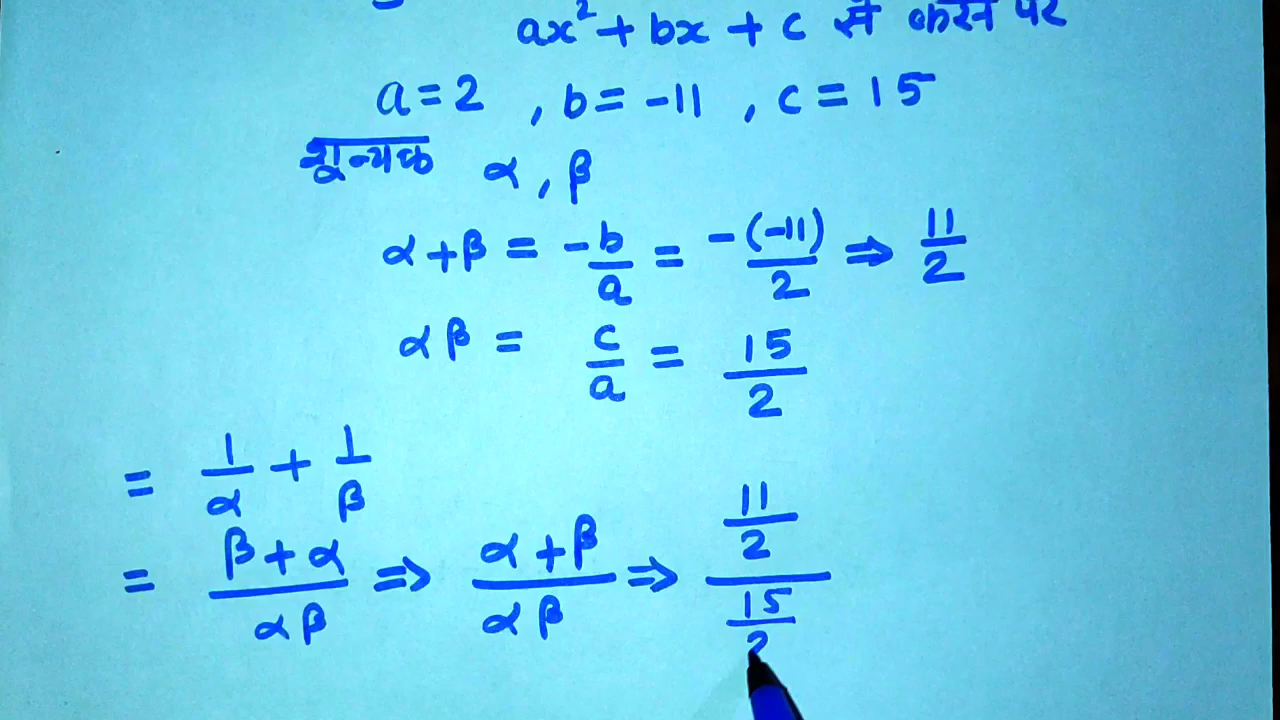 ax² + bx + c से करने पर
a = 2 , b = -11 , c = 15
शून्यक α , β
α + β = -b/a = -(-11)/2 ⇒ 11/2
αβ = c/a = 15/2
= 1/α + 1/β
= β + α/αβ ⇒ α + β/αβ ⇒ 11/2/15/2